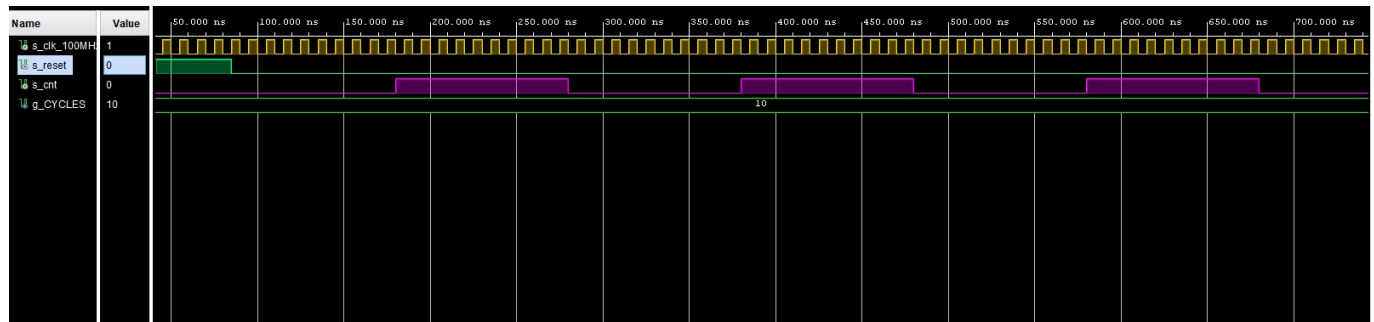 Name Value 50.000 ns 100.000 ns 150.000 ns 200.000 ns 250.000 ns 300.000 ns 350.000 ns 400.000 ns 450.000 ns 500.000 ns 550.000 ns 600.000 ns 650.000 ns 700.000 ns
s_clk_100MH 1
s_reset 0
s_cnt 0
g_CYCLES 10 10